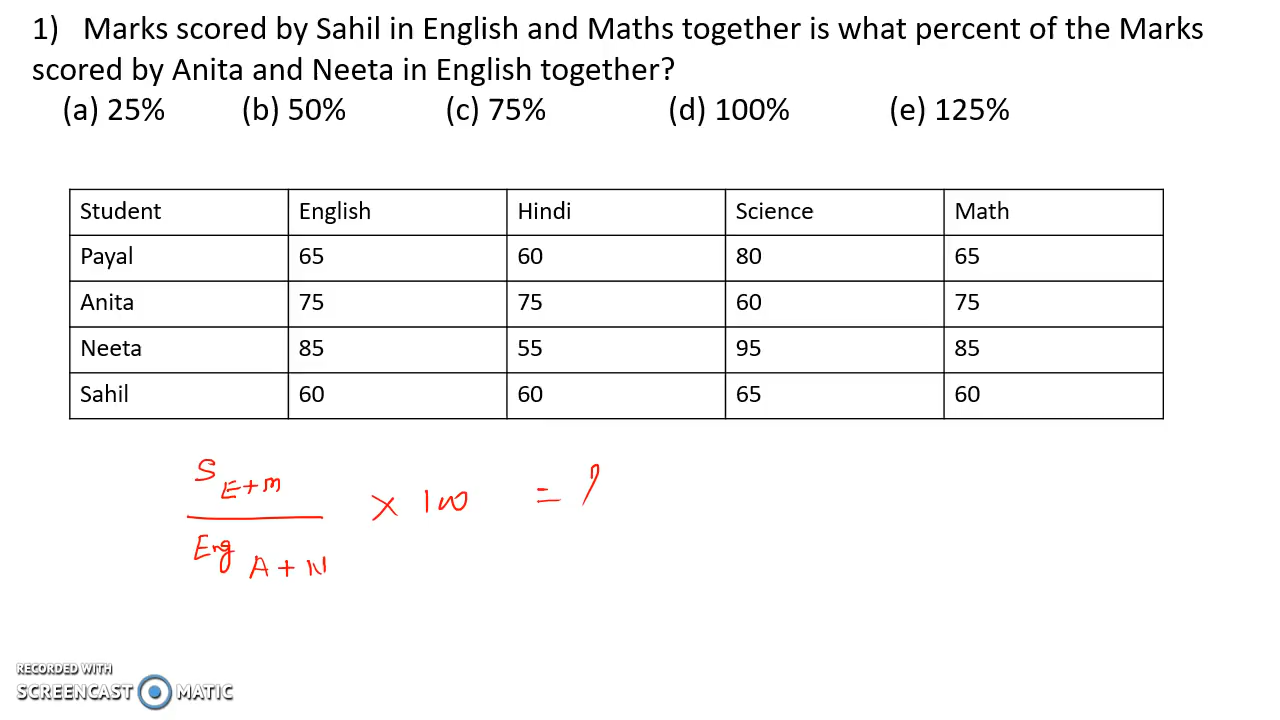 1) Marks scored by Sahil in English and Maths together is what percent of the Marks
scored by Anita and Neeta in English together?
(a) 25% (b) 50% (c) 75% (d) 100% (e) 125%
Student English Hindi Science Math
Payal 65 60 80 65
Anita 75 75 60 75
Neeta 85 55 95 85
Sahil 60 60 65 60
S E+m
× 100 = ?
Eng A + N
RECORDED WITH
SCREENCAST MATIC